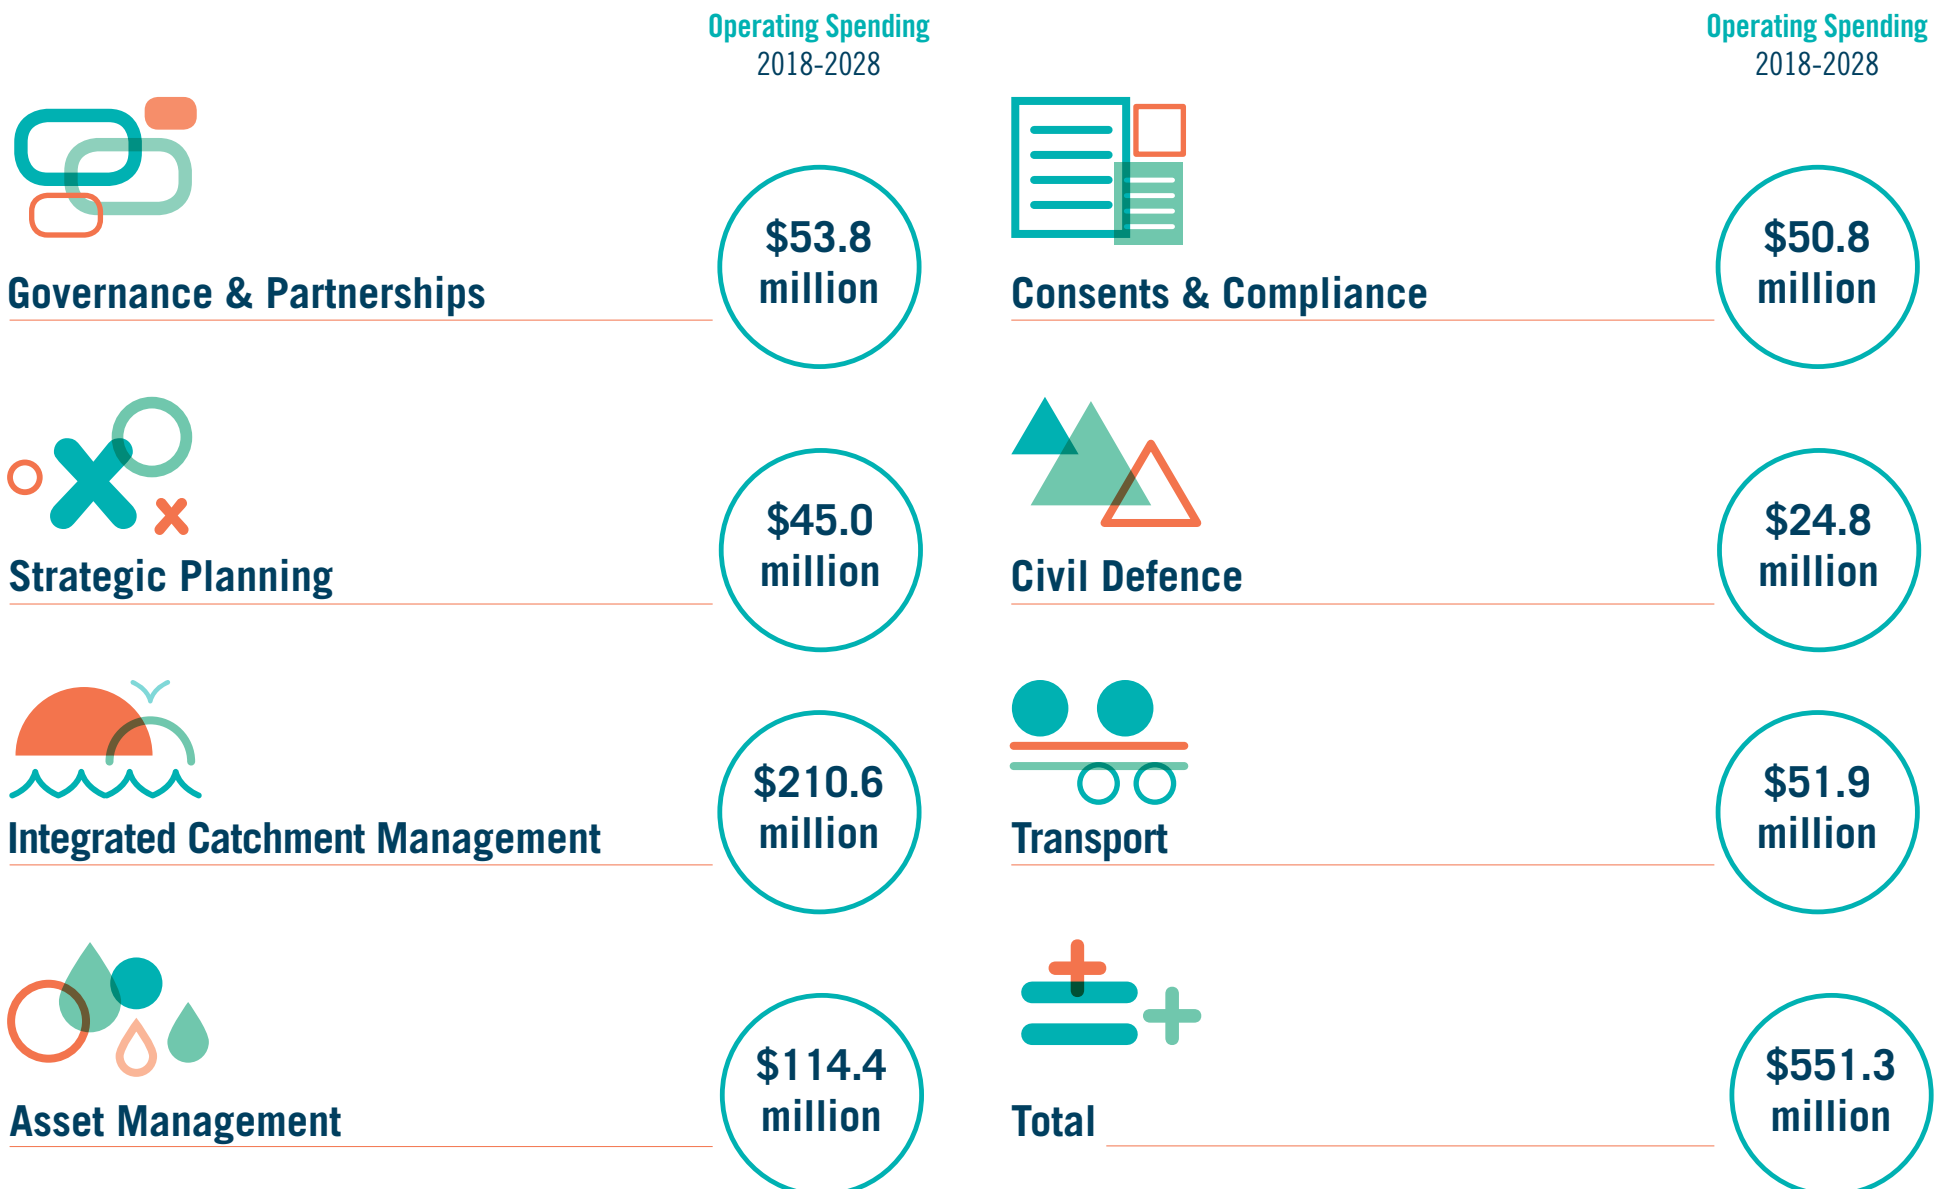 Operating Spending
2018-2028
Governance & Partnerships
$53.8
million
Strategic Planning
$45.0
million
Integrated Catchment Management
$210.6
million
Asset Management
$114.4
million
Operating Spending
2018-2028
Consents & Compliance
$50.8
million
Civil Defence
$24.8
million
Transport
$51.9
million
Total
$551.3
million